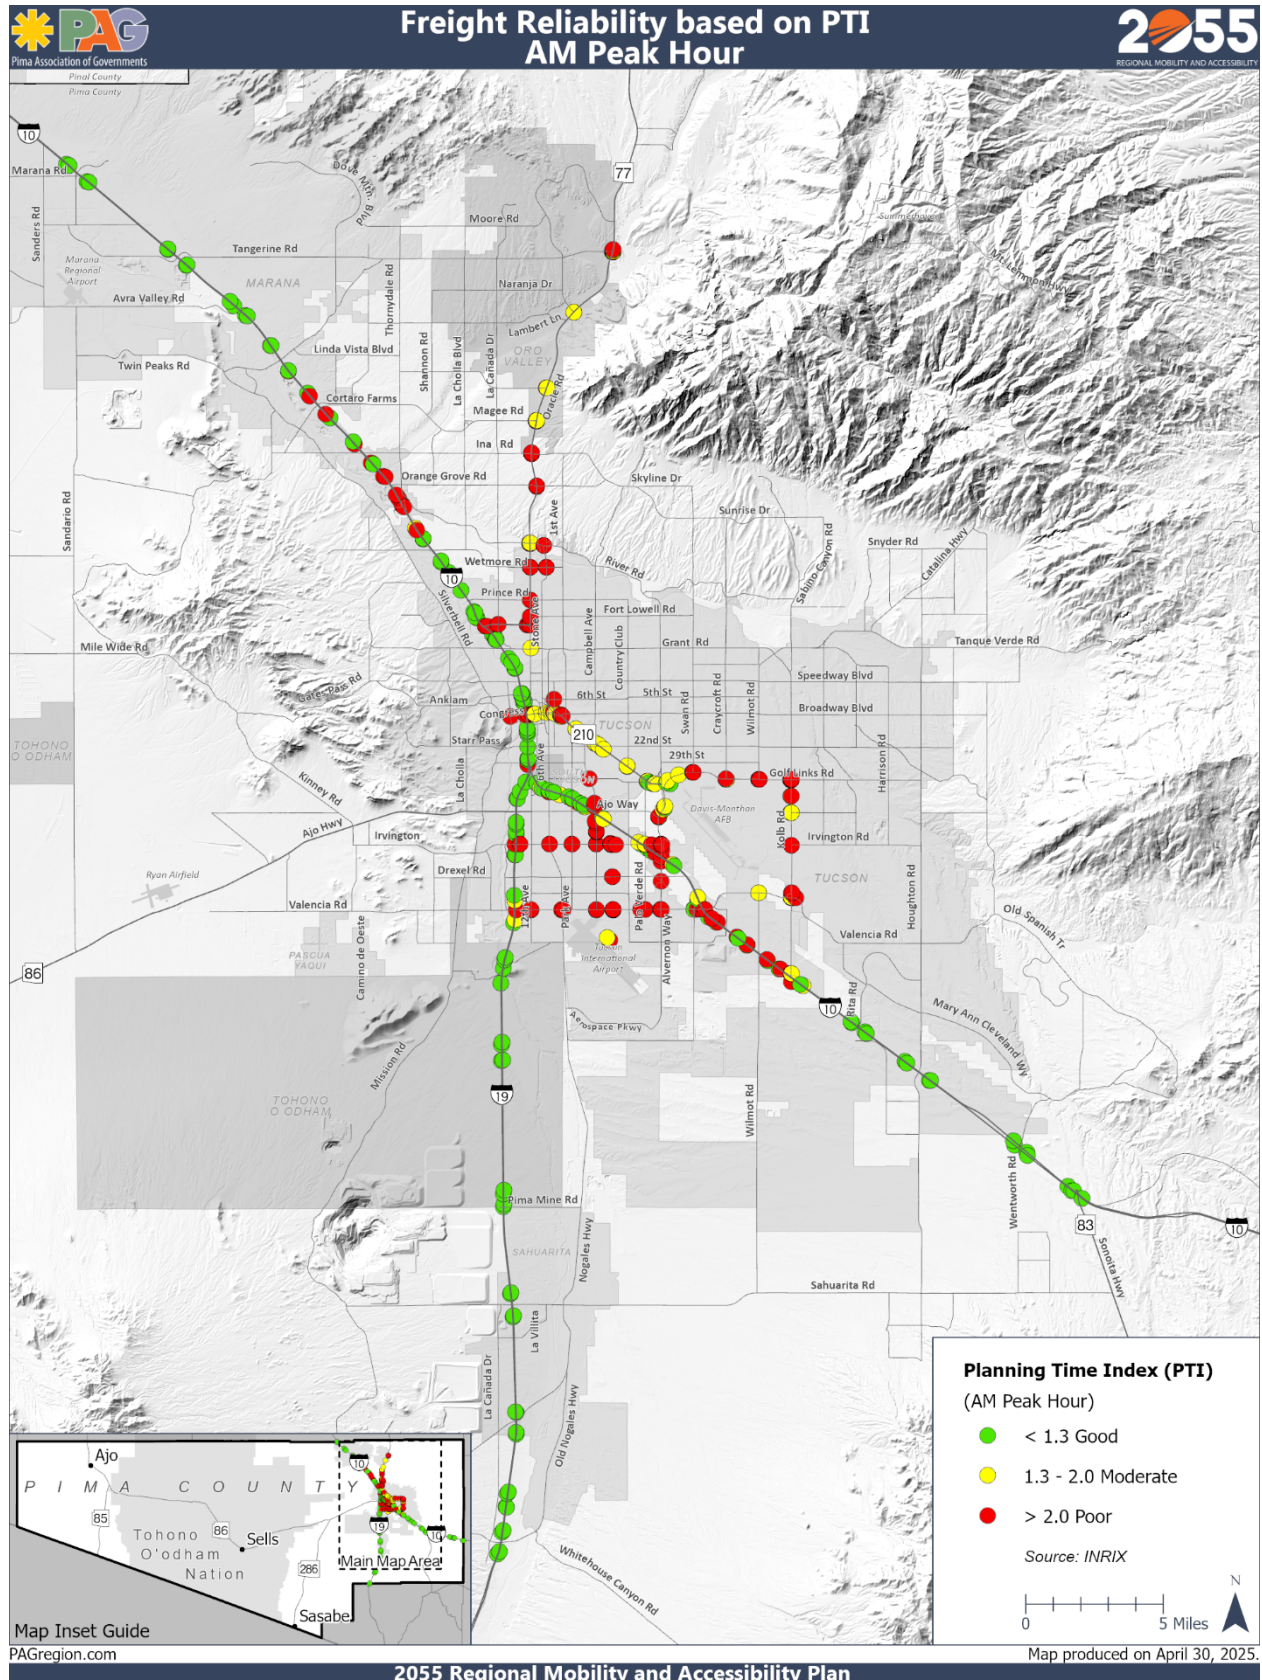 PAG
Pima Association of Governments
Freight Reliability based on PTI
AM Peak Hour
2055
REGIONAL MOBILITY AND ACCESSIBILITY
Pinal County
Pima County
10
77
Marana Rd
Dove Mtn. Blvd
Sanders Rd
Moore Rd
Summerhaven
Mt Lemmon Hwy
Tangerine Rd
Marana
Regional
Airport
MARANA
Thornydale Rd
Naranja Dr
Avra Valley Rd
Lambert Ln
Linda Vista Blvd
Shannon Rd
La Cholla Blvd
La Cañada Dr
ORO
VALLEY
Twin Peaks Rd
Cortaro Farms
Magee Rd
Oracle Rd
Ina Rd
Orange Grove Rd
Skyline Dr
Sandario Rd
1st Ave
Sunrise Dr
Sabino Canyon Rd
Snyder Rd
Catalina Hwy
Wetmore Rd
River Rd
10
Silverbell Rd
Prince Rd
Stone Ave
Fort Lowell Rd
Campbell Ave
Country Club
Mile Wide Rd
Grant Rd
Tanque Verde Rd
Gates Pass Rd
Speedway Blvd
Anklam
6th St
5th St
Swan Rd
Craycroft Rd
Wilmot Rd
Congress
Broadway Blvd
TUCSON
210
Starr Pass
22nd St
TOHONO
O ODHAM
6th Ave
29th St
Harrison Rd
La Cholla
Golf Links Rd
Kinney Rd
Ajo Way
Davis-Monthan
AFB
Ajo Hwy
Irvington
Kolb Rd
Irvington Rd
Drexel Rd
Ryan Airfield
Palo Verde Rd
TUCSON
Houghton Rd
Valencia Rd
12th Ave
Park Ave
Old Spanish Tr
Camino de Oeste
Alvernon Way
Valencia Rd
PASCUA
YAQUI
Tucson
International
Airport
86
10
Rita Rd
Mary Ann Cleveland Wy
Aerospace Pkwy
Mission Rd
19
TOHONO
O ODHAM
Wilmot Rd
Wentworth Rd
Pima Mine Rd
83
10
SAHUARITA
Nogales Hwy
Sonoita Hwy
Sahuarita Rd
La Villita
La Cañada Dr
Old Nogales Hwy
Whitehouse Canyon Rd
Planning Time Index (PTI)
(AM Peak Hour)
< 1.3 Good
1.3 - 2.0 Moderate
> 2.0 Poor
Source: INRIX
N
0 5 Miles
Ajo
PIMA COUNTY
10
85
86
Tohono
O'odham
Nation
Sells
19
10
286
Main Map Area
Sasabe
Map Inset Guide
PAGregion.com
Map produced on April 30, 2025.
2055 Regional Mobility and Accessibility Plan